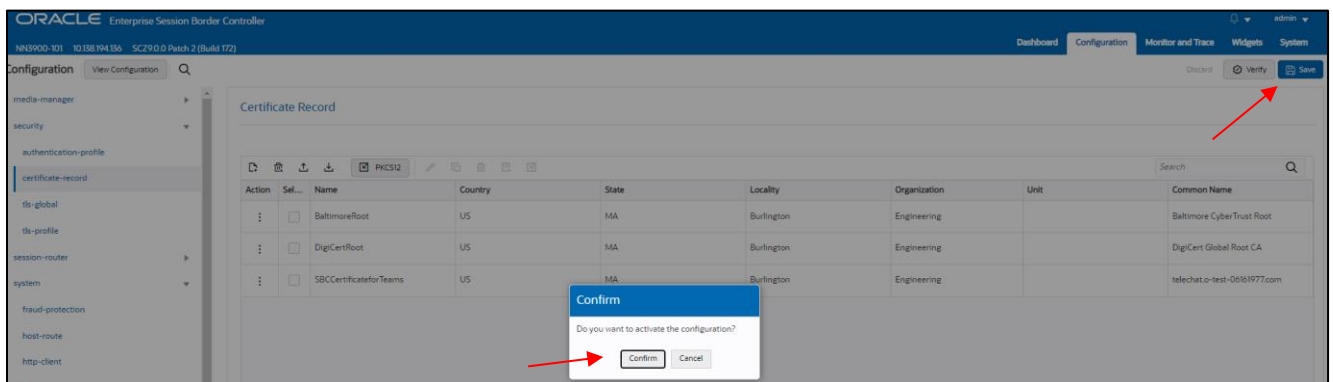 ORACLE Enterprise Session Border Controller
admin
NN3900-101 10.138.194.136 SCZ9.0.0 Patch 2 (Build 172)
Dashboard Configuration Monitor and Trace Widgets System
Configuration View Configuration
Discard Verify Save
media-manager
security
authentication-profile
certificate-record
tls-global
tls-profile
session-router
system
fraud-protection
host-route
http-client
Certificate Record
PKCS12
Search
Action Sel... Name Country State Locality Organization Unit Common Name
BaltimoreRoot US MA Burlington Engineering Baltimore CyberTrust Root
DigiCertRoot US MA Burlington Engineering DigiCert Global Root CA
SBCCertificateforTeams US MA Burlington Engineering telechat.o-test-06161977.com
Confirm
Do you want to activate the configuration?
Confirm Cancel